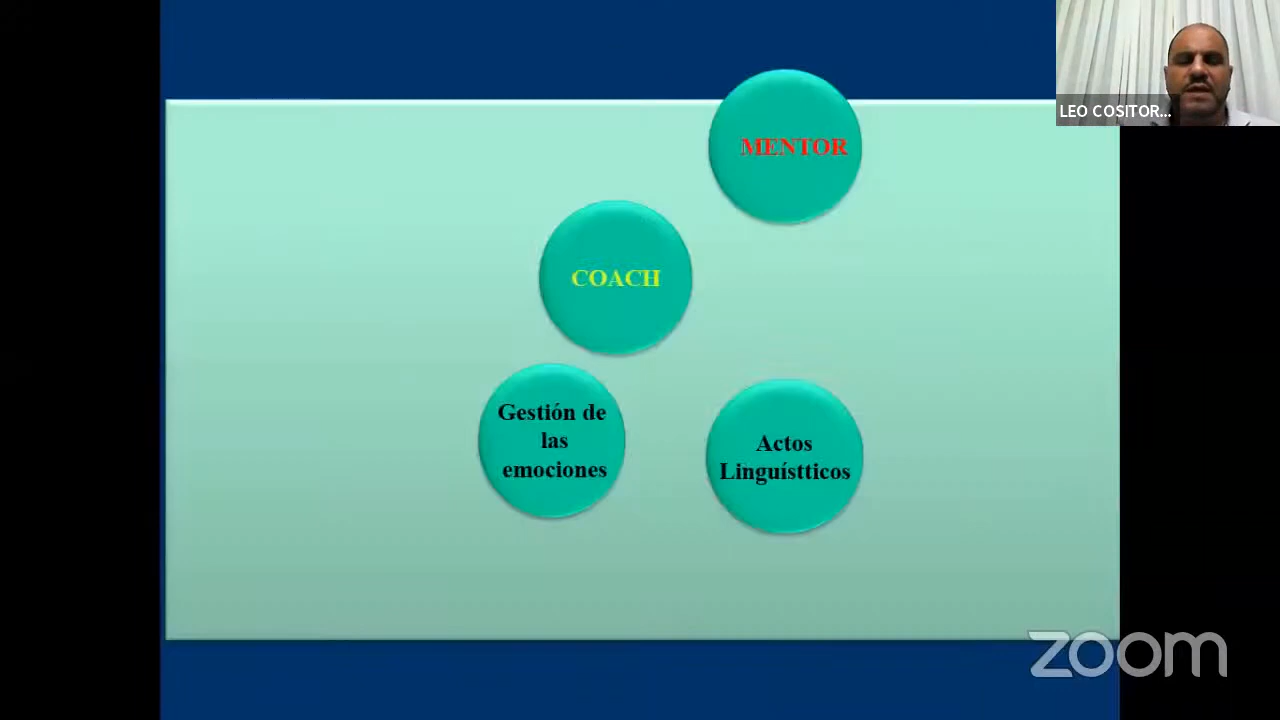 MENTOR
LEO COSITOR...
COACH
Gestión de
las
emociones
Actos
Linguístticos
zoom